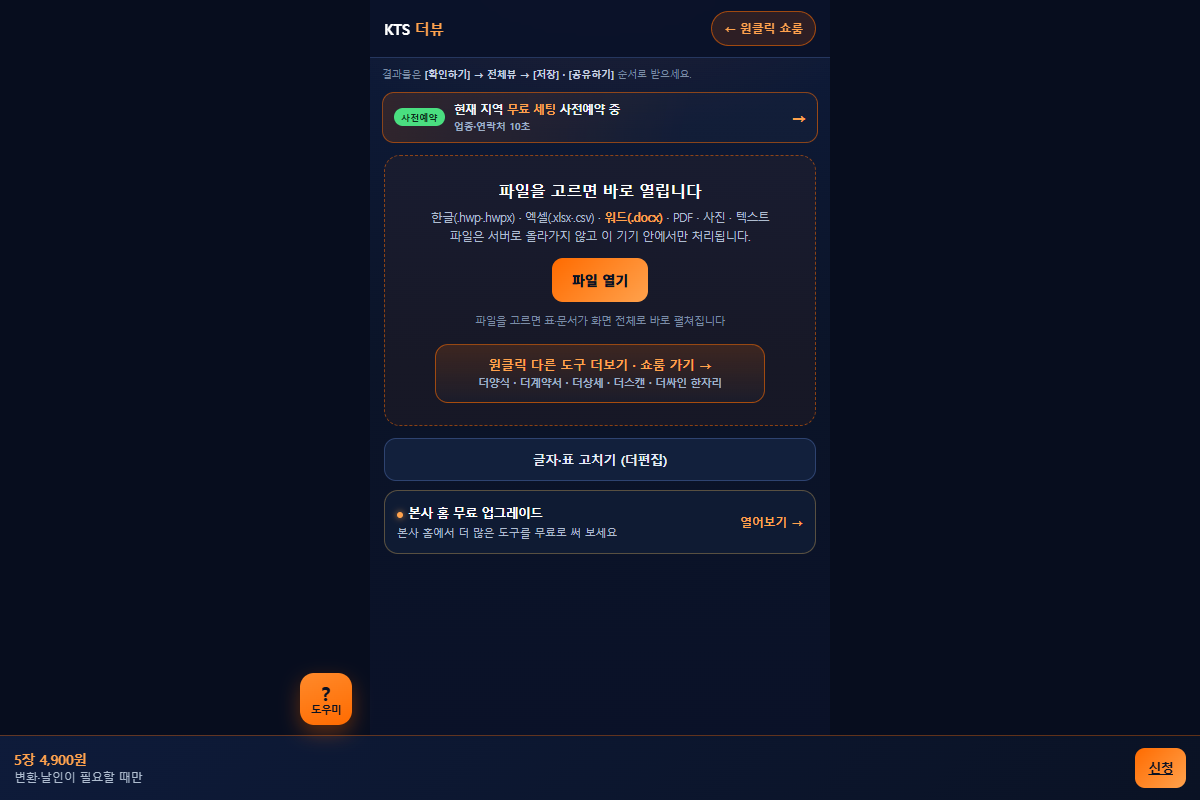 KTS 더뷰
← 원클릭 쇼룸
결과물은 [확인하기] → 전체뷰 → [저장] · [공유하기] 순서로 받으세요.
사전예약
현재 지역 무료 세팅 사전예약 중
업종·연락처 10초
→
파일을 고르면 바로 열립니다
한글(.hwp·.hwpx) · 엑셀(.xlsx·.csv) · 워드(.docx) · PDF · 사진 · 텍스트
파일은 서버로 올라가지 않고 이 기기 안에서만 처리됩니다.
파일 열기
파일을 고르면 표·문서가 화면 전체로 바로 펼쳐집니다
원클릭 다른 도구 더보기 · 쇼룸 가기 →
더양식 · 더계약서 · 더상세 · 더스캔 · 더싸인 한자리
글자·표 고치기 (더편집)
본사 홈 무료 업그레이드
본사 홈에서 더 많은 도구를 무료로 써 보세요
열어보기 →
?
도우미
5장 4,900원
변환·날인이 필요할 때만
신청